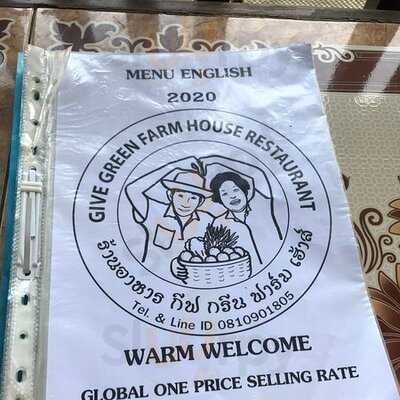 MENU ENGLISH
2020
GIVE GREEN FARM HOUSE RESTAURANT
ร้านอาหาร กีฟ กรีน ฟาร์ม เฮ้าส์
Tel. & Line ID 0810901805
WARM WELCOME
GLOBAL ONE PRICE SELLING RATE